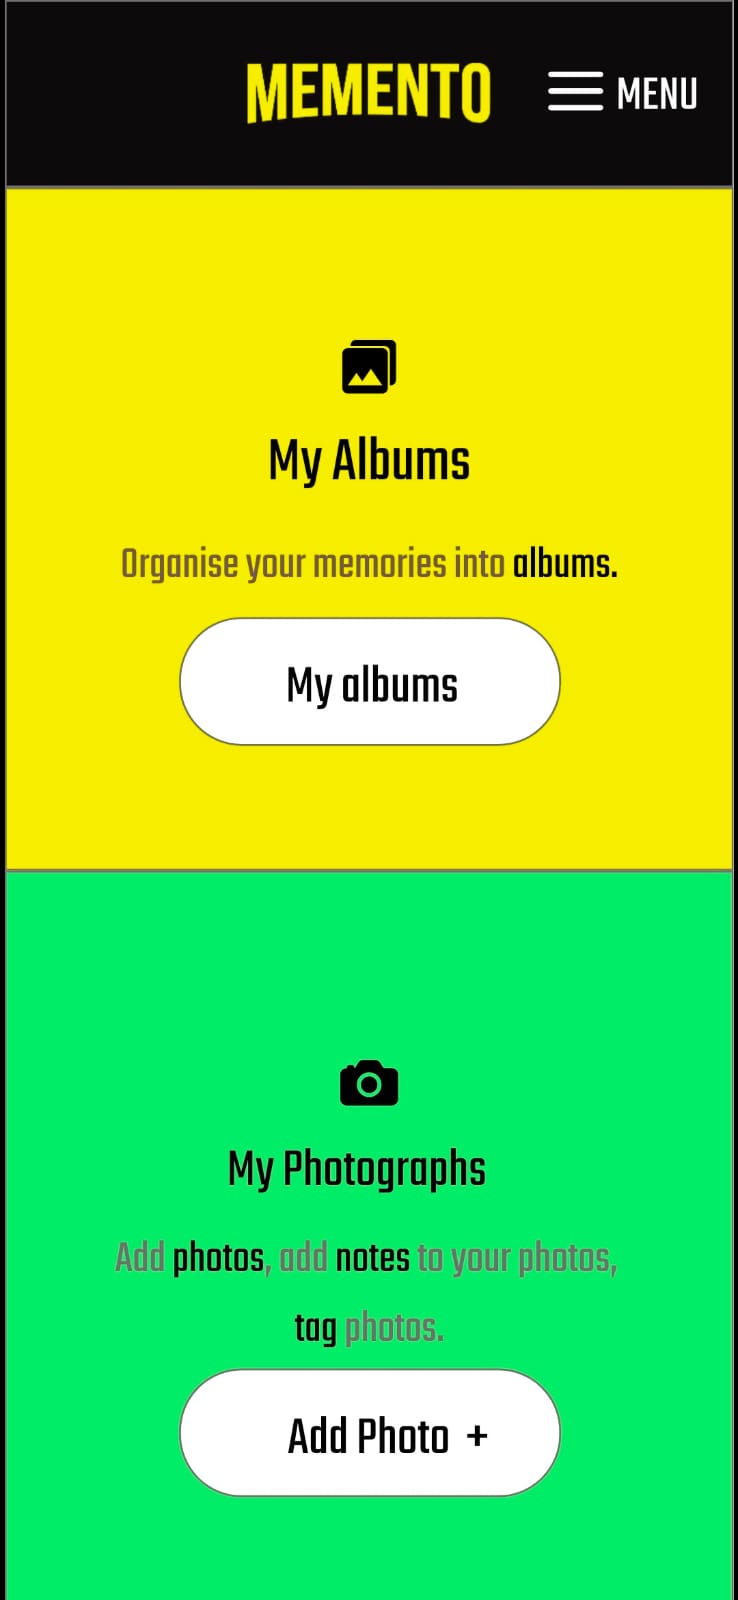 MEMENTO MENU
My Albums
Organise your memories into albums.
My albums
My Photographs
Add photos, add notes to your photos,
tag photos.
Add Photo +